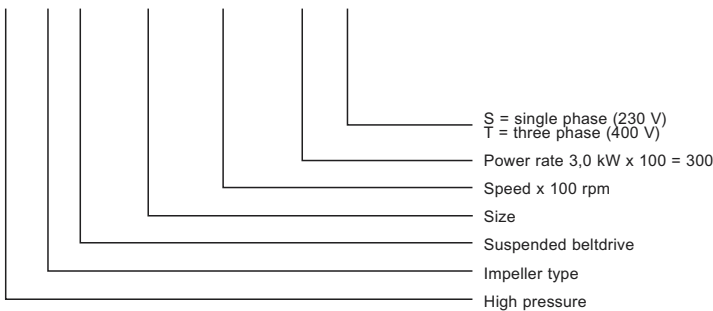 S = single phase (230 V)
T = three phase (400 V)
Power rate 3,0 kW x 100 = 300
Speed x 100 rpm
Size
Suspended beltdrive
Impeller type
High pressure